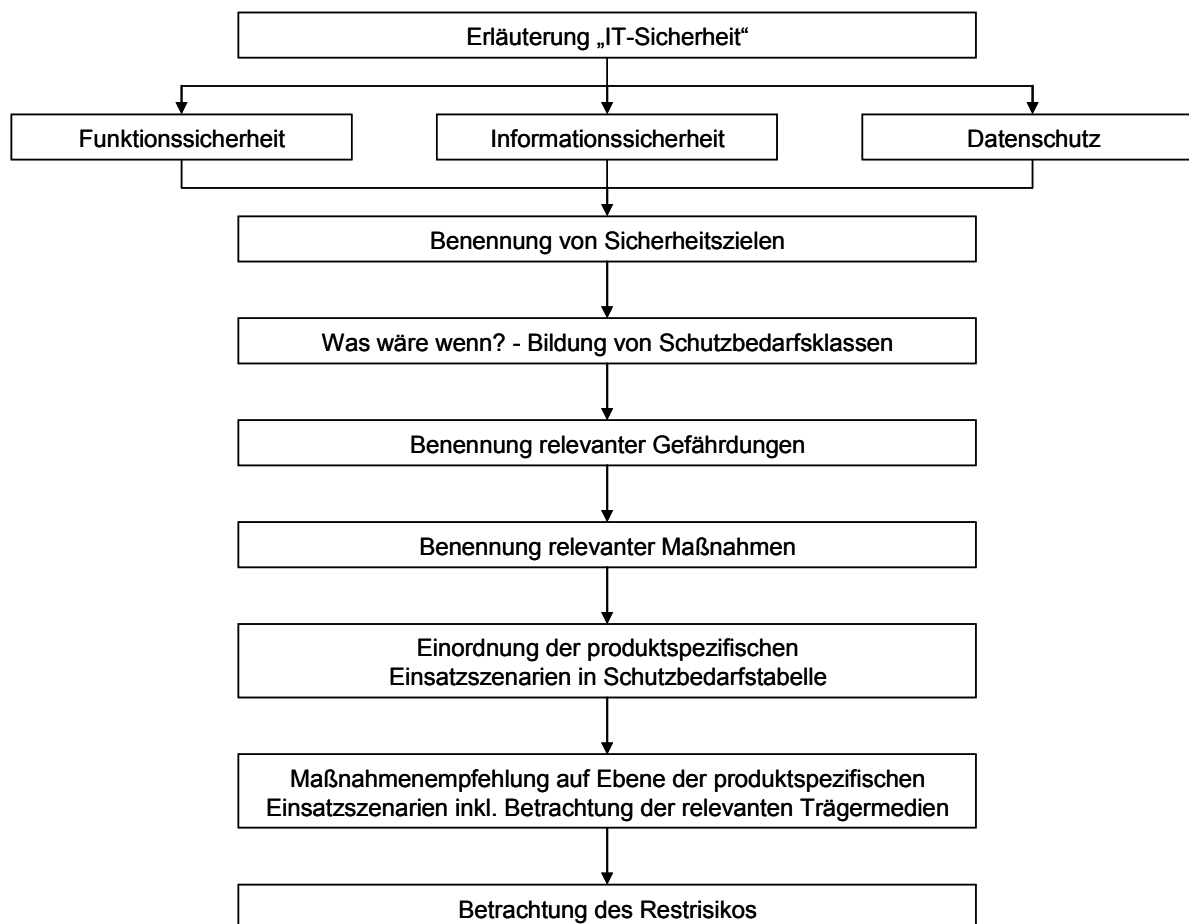 Erläuterung „IT-Sicherheit“
Funktionssicherheit
Informationssicherheit
Datenschutz
Benennung von Sicherheitszielen
Was wäre wenn? - Bildung von Schutzbedarfsklassen
Benennung relevanter Gefährdungen
Benennung relevanter Maßnahmen
Einordnung der produktspezifischen
Einsatzszenarien in Schutzbedarfstabelle
Maßnahmenempfehlung auf Ebene der produktspezifischen
Einsatzszenarien inkl. Betrachtung der relevanten Trägermedien
Betrachtung des Restrisikos